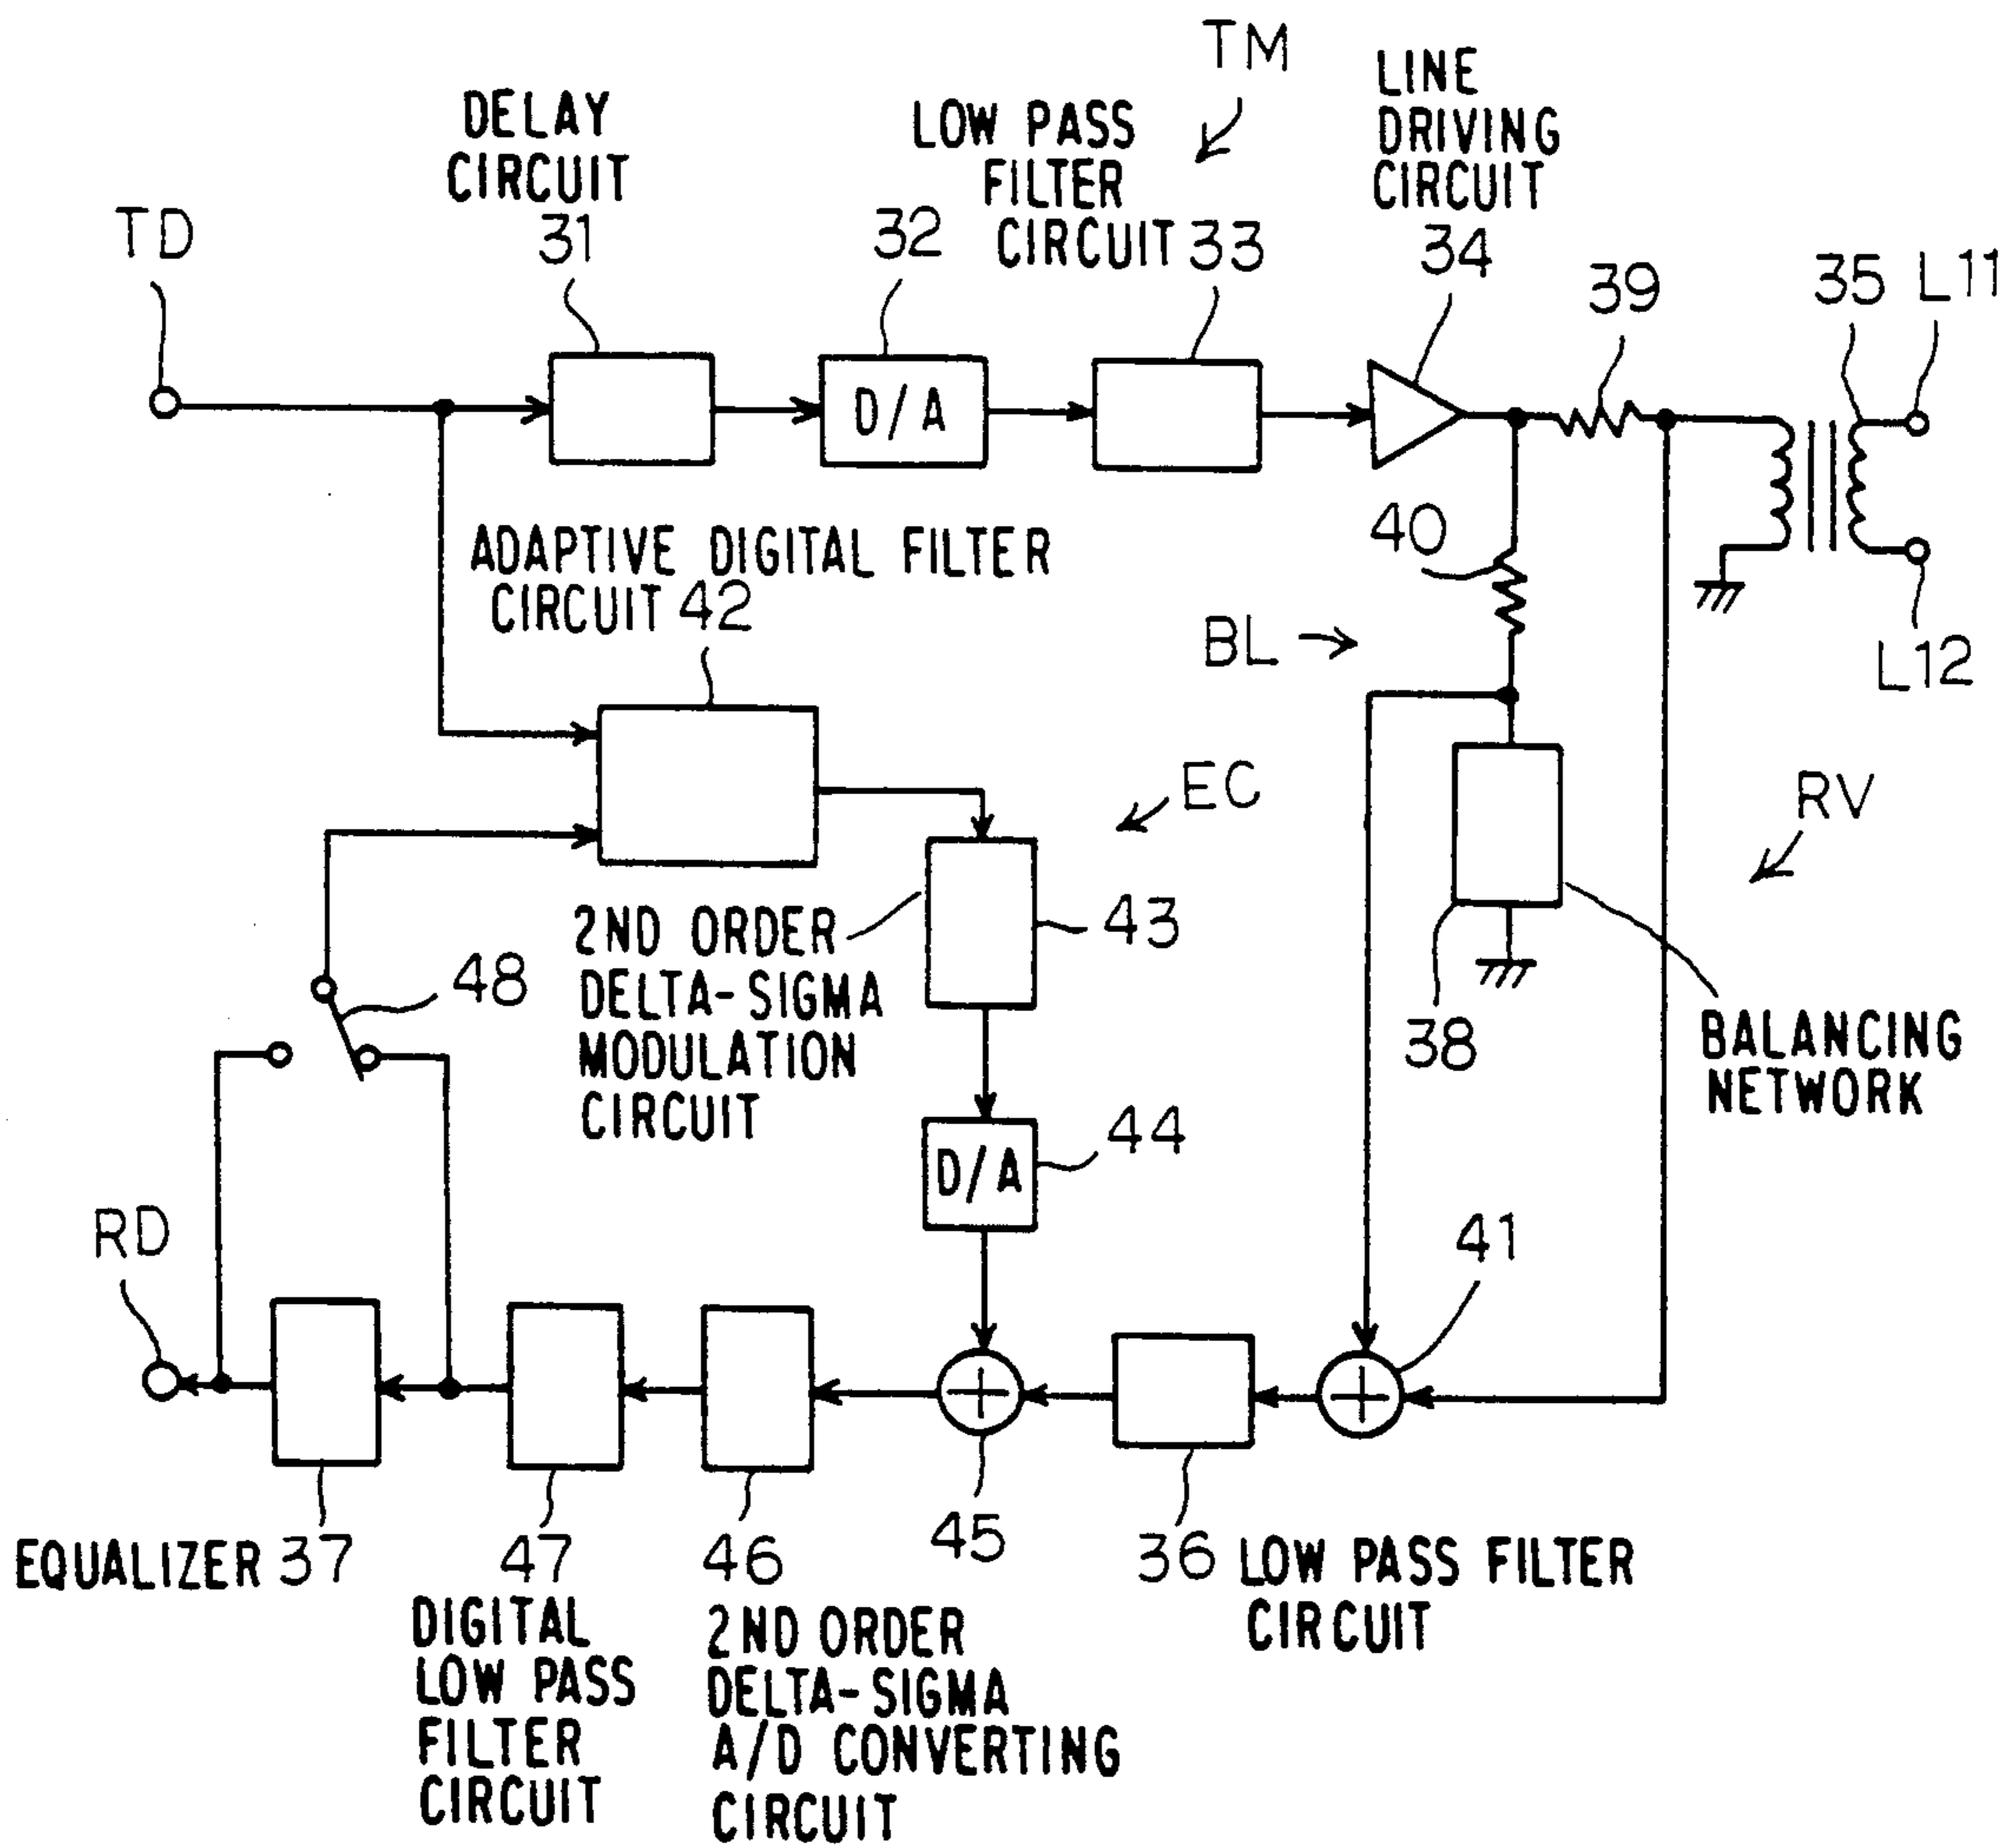 TM
LINE
DRIVING
CIRCUIT
34
DELAY
CIRCUIT
31
LOW PASS
FILTER
CIRCUIT 33
TD
32
39
35
L11
D/A
40
ADAPTIVE DIGITAL FILTER
CIRCUIT 42
BL
L12
EC
RV
43
2ND ORDER
DELTA-SIGMA
MODULATION
CIRCUIT
48
38
BALANCING
NETWORK
44
D/A
RD
41
45
EQUALIZER 37
47
DIGITAL
LOW PASS
FILTER
CIRCUIT
46
2ND ORDER
DELTA-SIGMA
A/D CONVERTING
CIRCUIT
36 LOW PASS FILTER
CIRCUIT